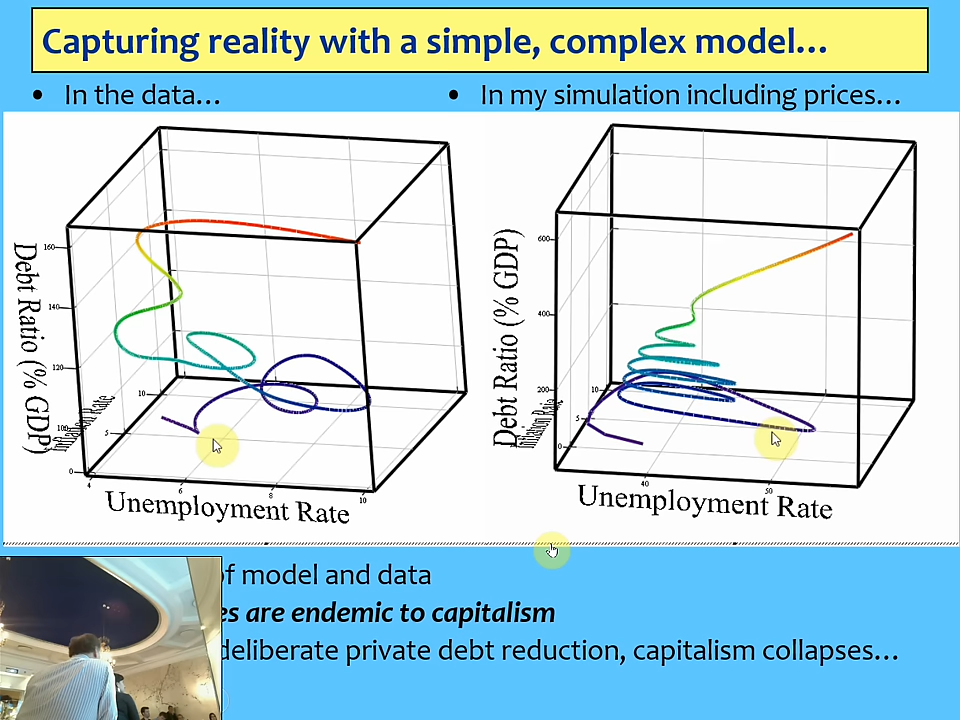 Capturing reality with a simple, complex model…
• In the data…
• In my simulation including prices…
160
140
120
100
10
5
0
4
6
8
10
Debt Ratio (% GDP)
Inflation Rate
Unemployment Rate
600
400
200
10
5
0
40
50
Debt Ratio (% GDP)
Inflation Rate
Unemployment Rate
of model and data
es are endemic to capitalism
deliberate private debt reduction, capitalism collapses…